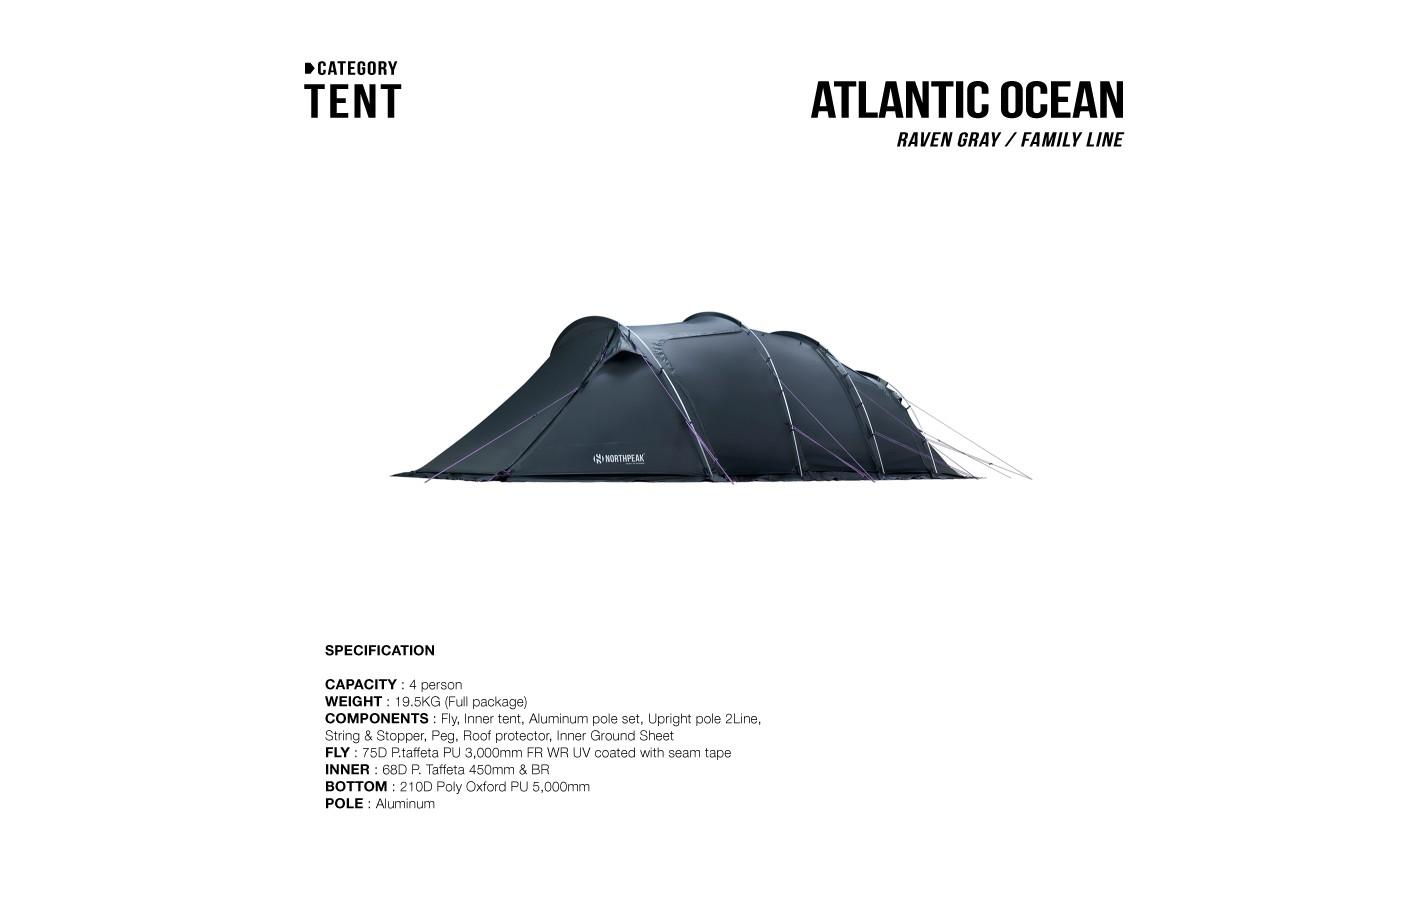 CATEGORY
TENT
ATLANTIC OCEAN
RAVEN GRAY / FAMILY LINE
NORTHPEAK
SPECIFICATION
CAPACITY : 4 person
WEIGHT : 19.5KG (Full package)
COMPONENTS : Fly, Inner tent, Aluminum pole set, Upright pole 2Line,
String & Stopper, Peg, Roof protector, Inner Ground Sheet
FLY : 75D P.taffeta PU 3,000mm FR WR UV coated with seam tape
INNER : 68D P. Taffeta 450mm & BR
BOTTOM : 210D Poly Oxford PU 5,000mm
POLE : Aluminum